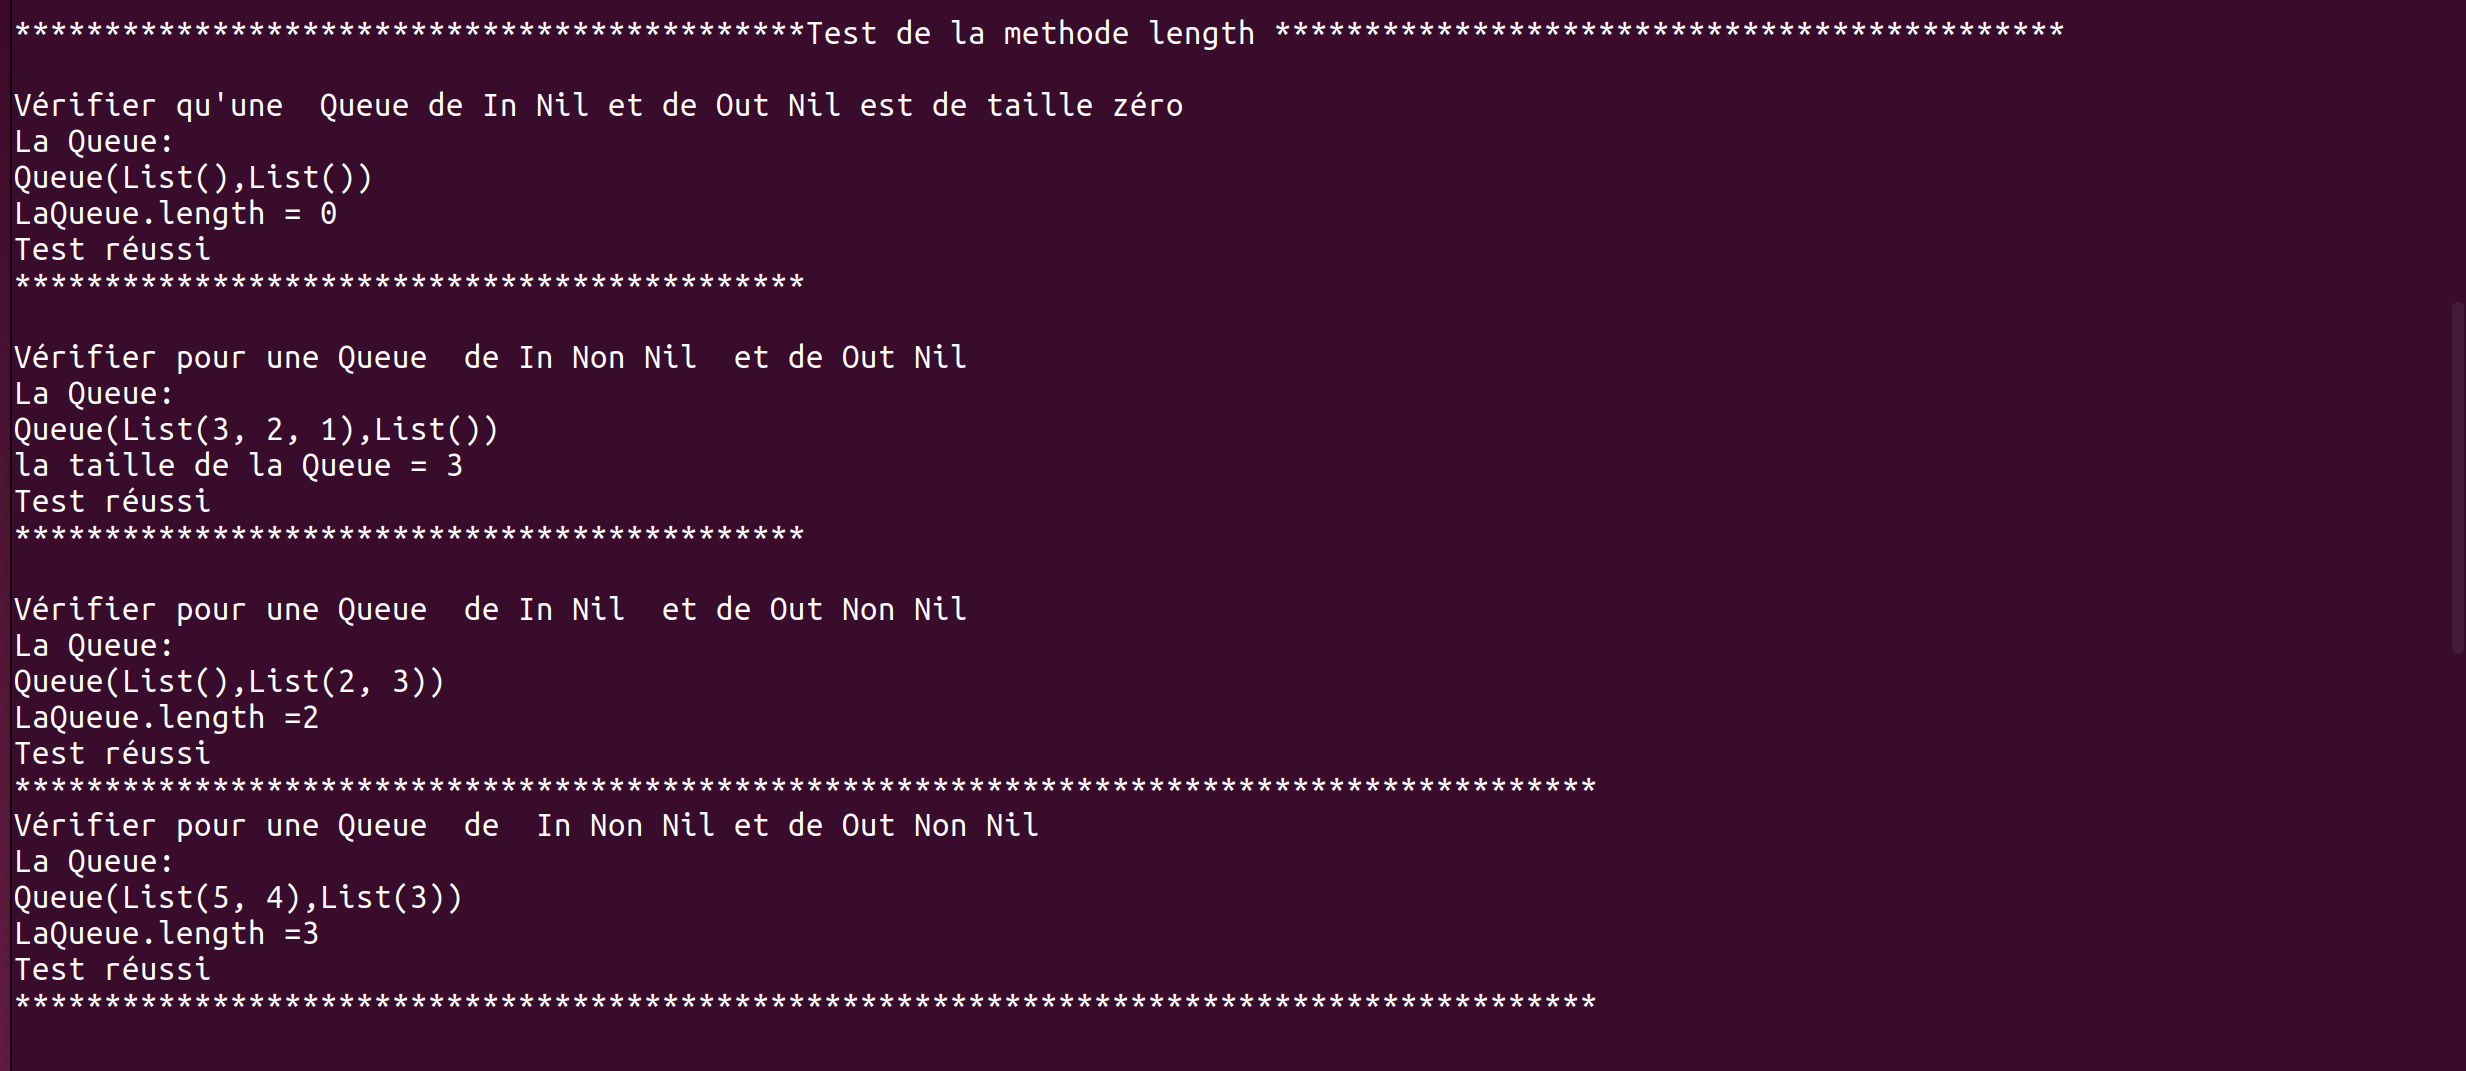 ********************************************Test de la methode length ********************************************
Vérifier qu'une  Queue de In Nil et de Out Nil est de taille zéro
La Queue:
Queue(List(),List())
LaQueue.length = 0
Test réussi
********************************************
Vérifier pour une Queue  de In Non Nil  et de Out Nil
La Queue:
Queue(List(3, 2, 1),List())
la taille de la Queue = 3
Test réussi
********************************************
Vérifier pour une Queue  de In Nil  et de Out Non Nil
La Queue:
Queue(List(),List(2, 3))
LaQueue.length =2
Test réussi
****************************************************************************************
Vérifier pour une Queue  de  In Non Nil et de Out Non Nil
La Queue:
Queue(List(5, 4),List(3))
LaQueue.length =3
Test réussi
****************************************************************************************